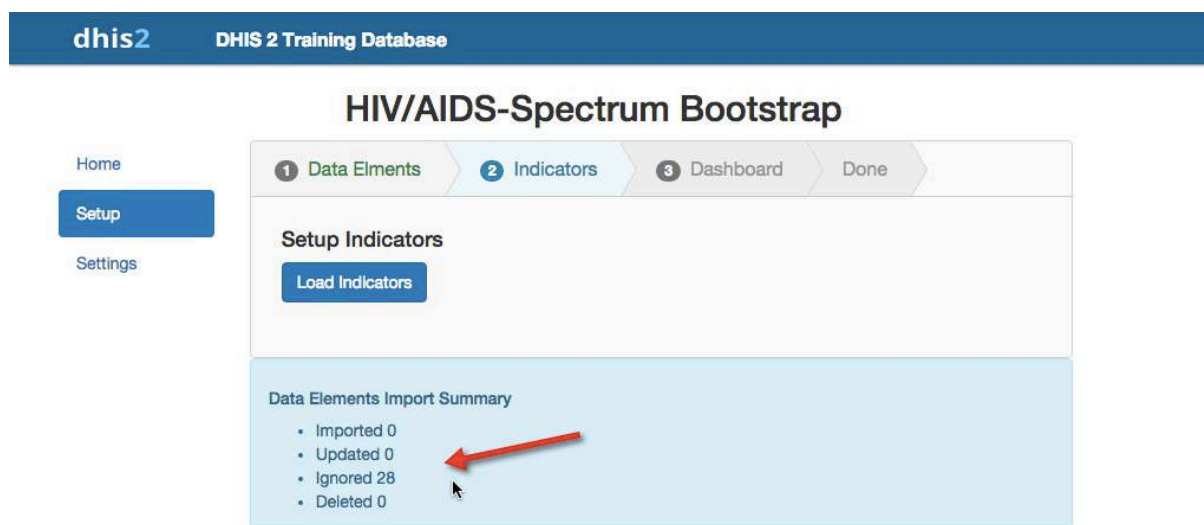 dhis2 DHIS 2 Training Database
HIV/AIDS-Spectrum Bootstrap
Home
Setup
Settings
1 Data Elments 2 Indicators 3 Dashboard Done
Setup Indicators
Load Indicators
Data Elements Import Summary
• Imported 0
• Updated 0
• Ignored 28
• Deleted 0